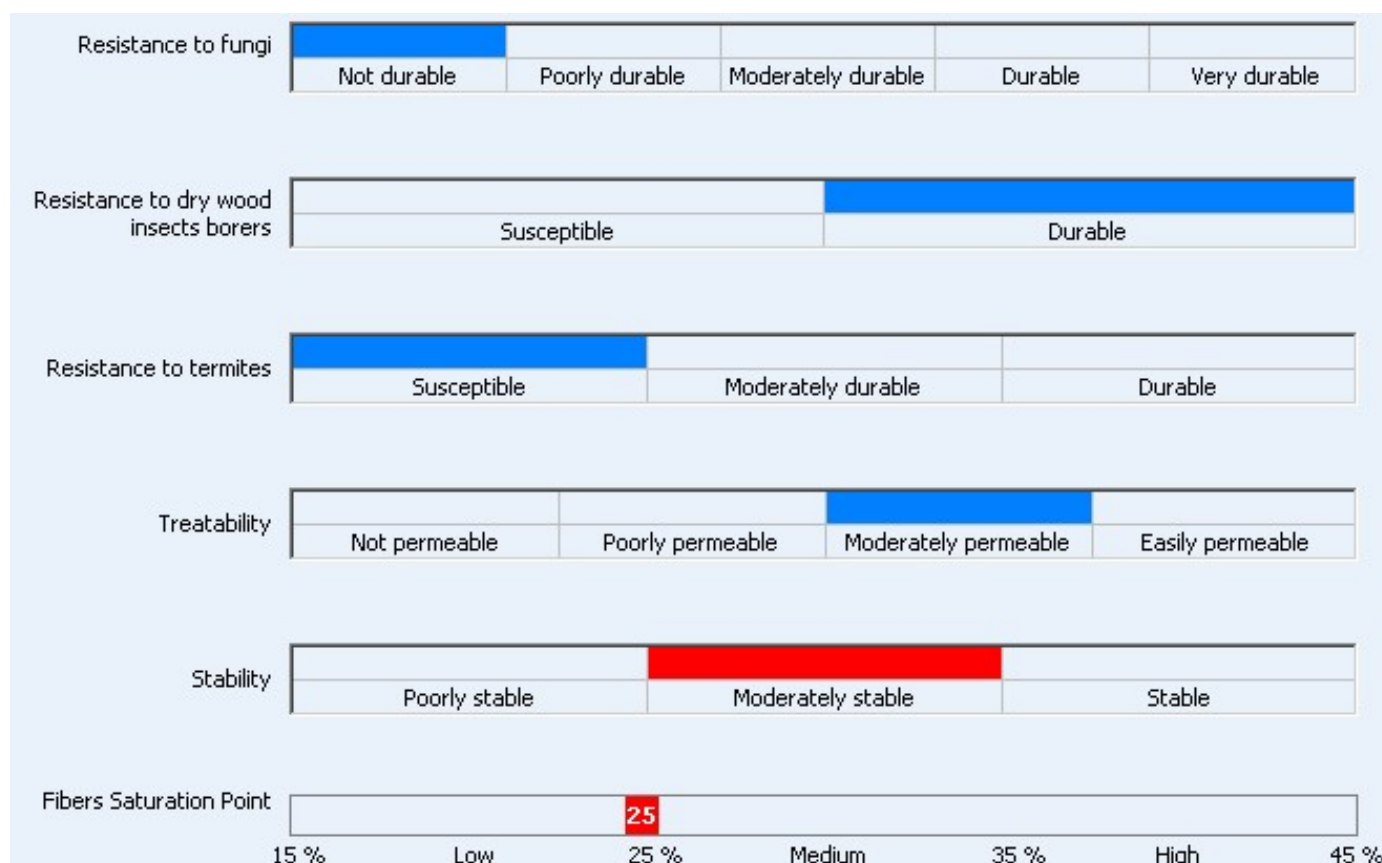 Resistance to fungi
Not durable Poorly durable Moderately durable Durable Very durable
Resistance to dry wood
insects borers
Susceptible Durable
Resistance to termites
Susceptible Moderately durable Durable
Treatability
Not permeable Poorly permeable Moderately permeable Easily permeable
Stability
Poorly stable Moderately stable Stable
Fibers Saturation Point
25
15 % Low 25 % Medium 35 % High 45 %